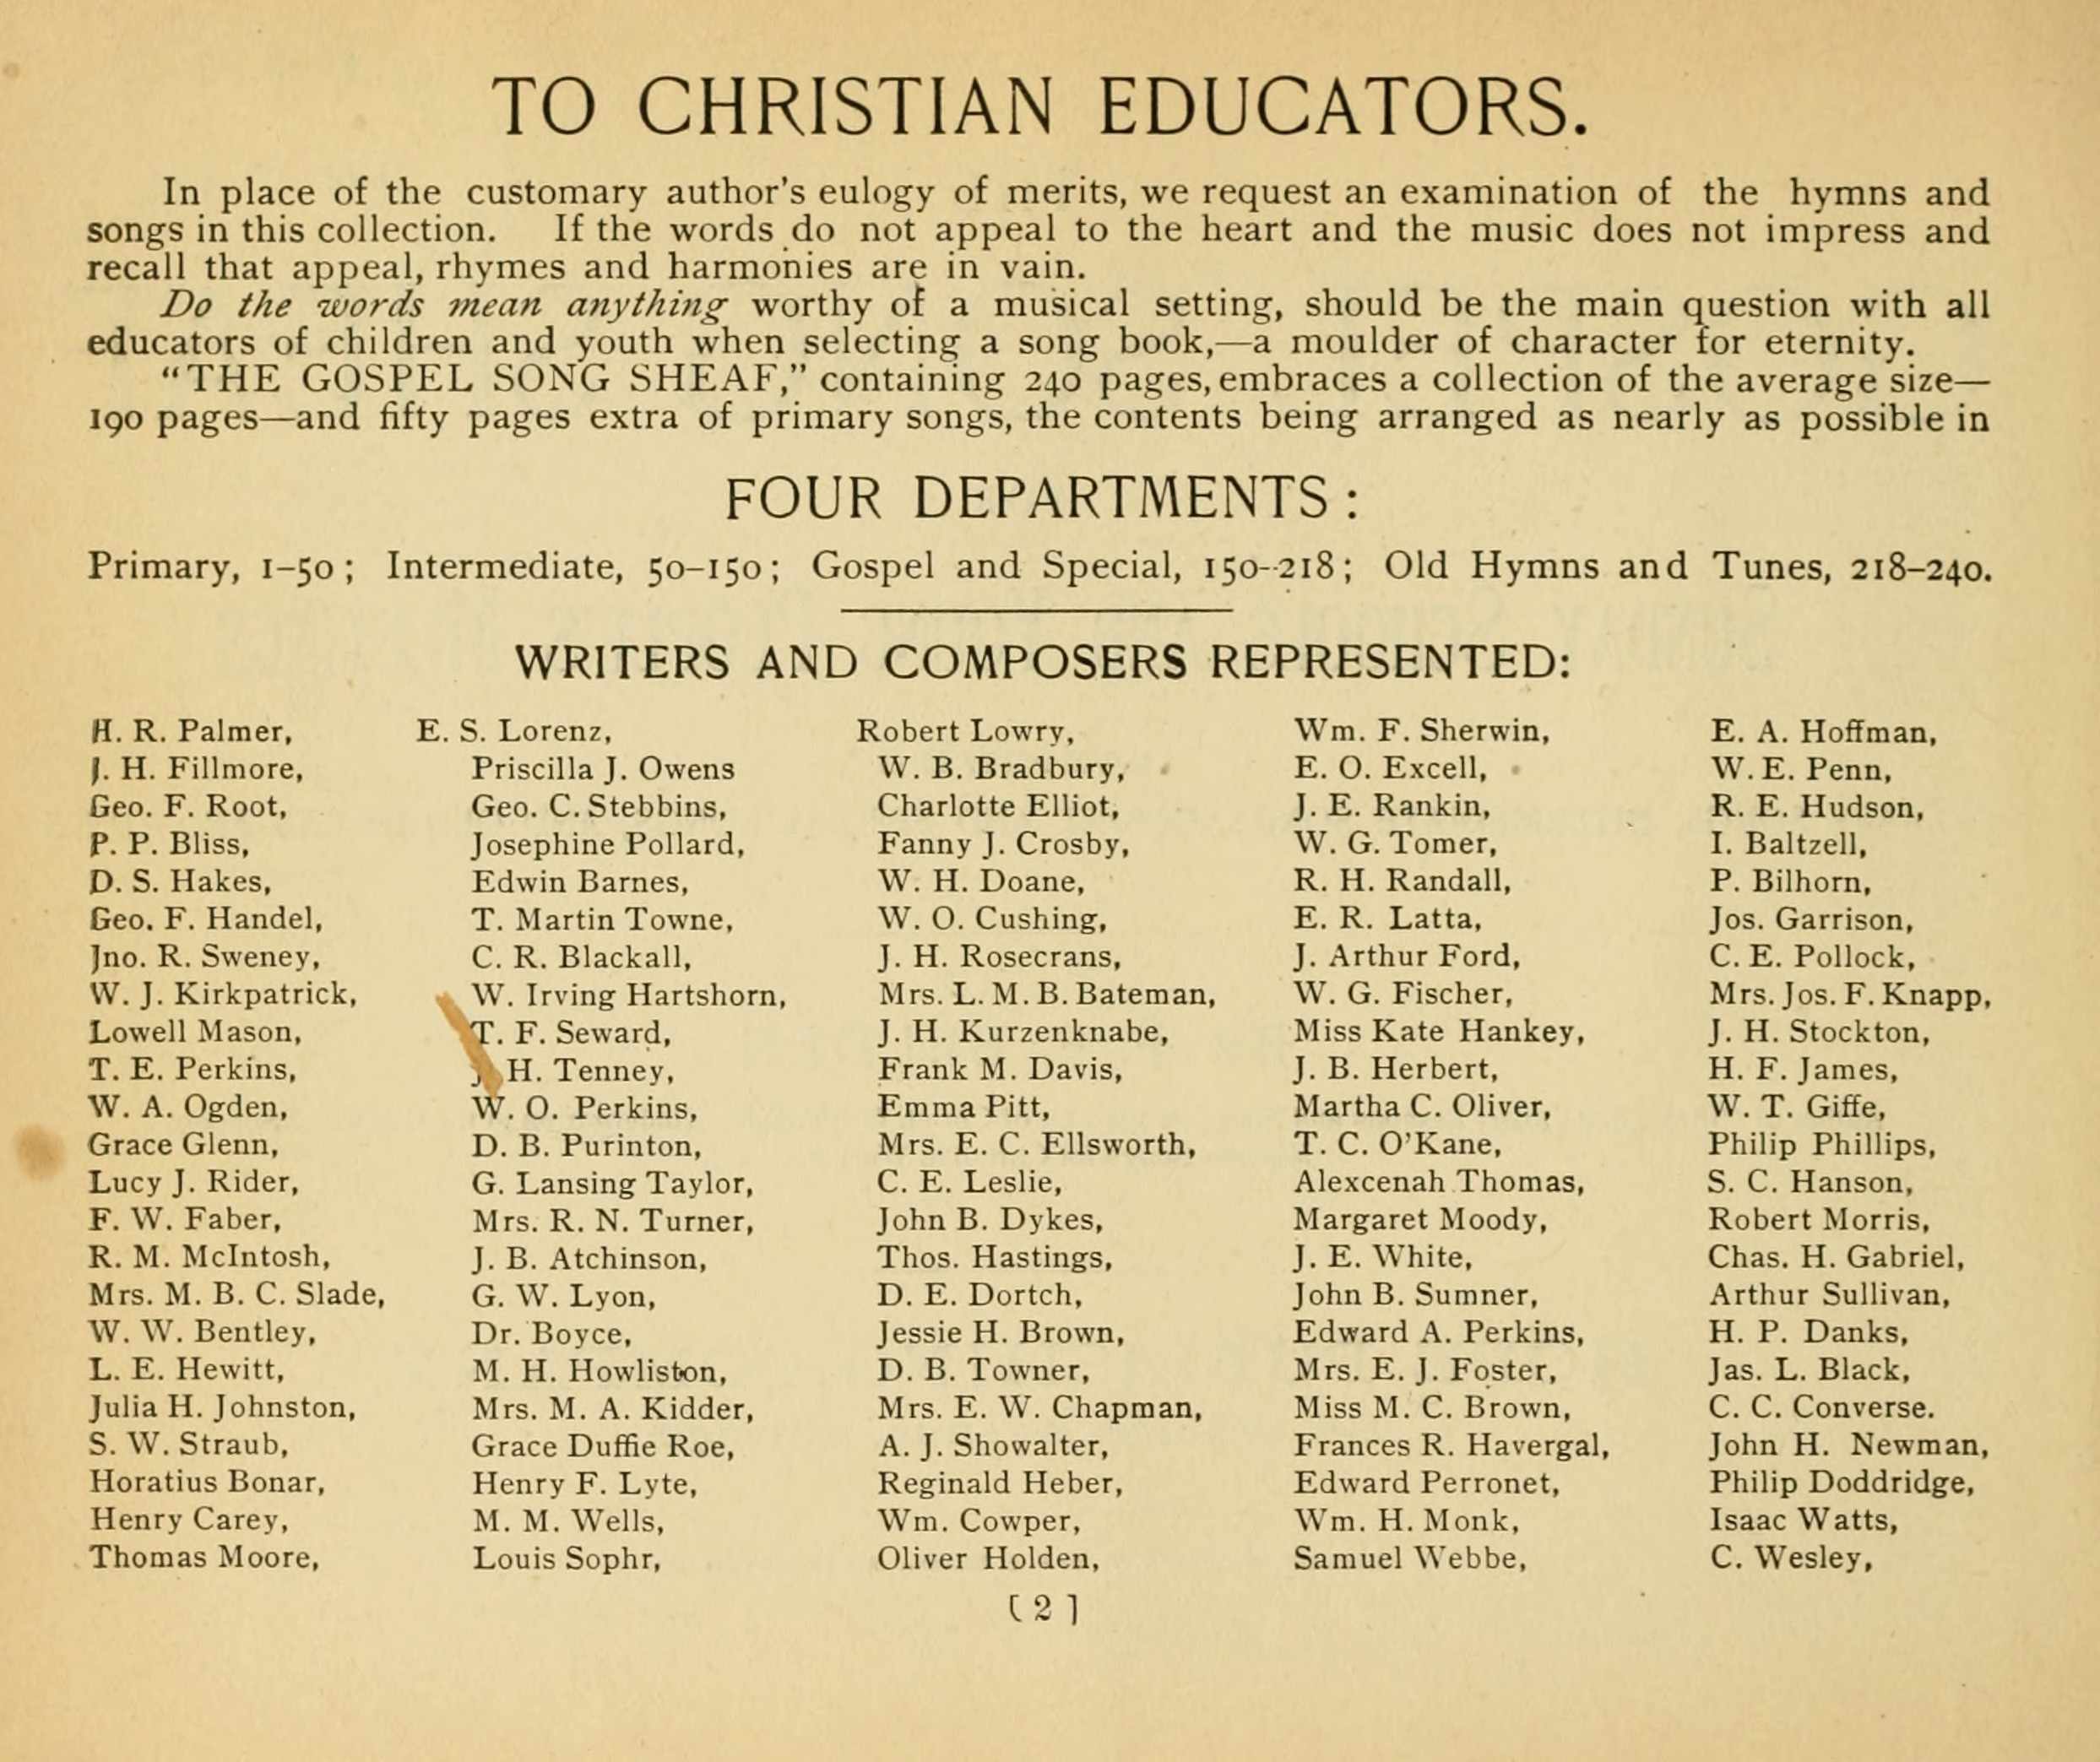 TO CHRISTIAN EDUCATORS.
In place of the customary author's eulogy of merits, we request an examination of the hymns and
songs in this collection. If the words do not appeal to the heart and the music does not impress and
recall that appeal, rhymes and harmonies are in vain.
Do the words mean anything worthy of a musical setting, should be the main question with all
educators of children and youth when selecting a song book,—a moulder of character for eternity.
"THE GOSPEL SONG SHEAF," containing 240 pages, embraces a collection of the average size—
190 pages—and fifty pages extra of primary songs, the contents being arranged as nearly as possible in
FOUR DEPARTMENTS:
Primary, 1–50; Intermediate, 50–150; Gospel and Special, 150--218; Old Hymns and Tunes, 218–240.
WRITERS AND COMPOSERS REPRESENTED:
H. R. Palmer,
J. H. Fillmore,
Geo. F. Root,
P. P. Bliss,
D. S. Hakes,
Geo. F. Handel,
Jno. R. Sweney,
W. J. Kirkpatrick,
Lowell Mason,
T. E. Perkins,
W. A. Ogden,
Grace Glenn,
Lucy J. Rider,
F. W. Faber,
R. M. McIntosh,
Mrs. M. B. C. Slade,
W. W. Bentley,
L. E. Hewitt,
Julia H. Johnston,
S. W. Straub,
Horatius Bonar,
Henry Carey,
Thomas Moore,
E. S. Lorenz,
Priscilla J. Owens
Geo. C. Stebbins,
Josephine Pollard,
Edwin Barnes,
T. Martin Towne,
C. R. Blackall,
W. Irving Hartshorn,
T. F. Seward,
H. Tenney,
W. O. Perkins,
D. B. Purinton,
G. Lansing Taylor,
Mrs. R. N. Turner,
J. B. Atchinson,
G. W. Lyon,
Dr. Boyce,
M. H. Howliston,
Mrs. M. A. Kidder,
Grace Duffie Roe,
Henry F. Lyte,
M. M. Wells,
Louis Sophr,
Robert Lowry,
W. B. Bradbury,
Charlotte Elliot,
Fanny J. Crosby,
W. H. Doane,
W. O. Cushing,
J. H. Rosecrans,
Mrs. L. M. B. Bateman,
J. H. Kurzenknabe,
Frank M. Davis,
Emma Pitt,
Mrs. E. C. Ellsworth,
C. E. Leslie,
John B. Dykes,
Thos. Hastings,
D. E. Dortch,
Jessie H. Brown,
D. B. Towner,
Mrs. E. W. Chapman,
A. J. Showalter,
Reginald Heber,
Wm. Cowper,
Oliver Holden,
Wm. F. Sherwin,
E. O. Excell,
J. E. Rankin,
W. G. Tomer,
R. H. Randall,
E. R. Latta,
J. Arthur Ford,
W. G. Fischer,
Miss Kate Hankey,
J. B. Herbert,
Martha C. Oliver,
T. C. O'Kane,
Alexcenah Thomas,
Margaret Moody,
J. E. White,
John B. Sumner,
Edward A. Perkins,
Mrs. E. J. Foster,
Miss M. C. Brown,
Frances R. Havergal,
Edward Perronet,
Wm. H. Monk,
Samuel Webbe,
E. A. Hoffman,
W. E. Penn,
R. E. Hudson,
I. Baltzell,
P. Bilhorn,
Jos. Garrison,
C. E. Pollock,
Mrs. Jos. F. Knapp,
J. H. Stockton,
H. F. James,
W. T. Giffe,
Philip Phillips,
S. C. Hanson,
Robert Morris,
Chas. H. Gabriel,
Arthur Sullivan,
H. P. Danks,
Jas. L. Black,
C. C. Converse.
John H. Newman,
Philip Doddridge,
Isaac Watts,
C. Wesley,
[2]